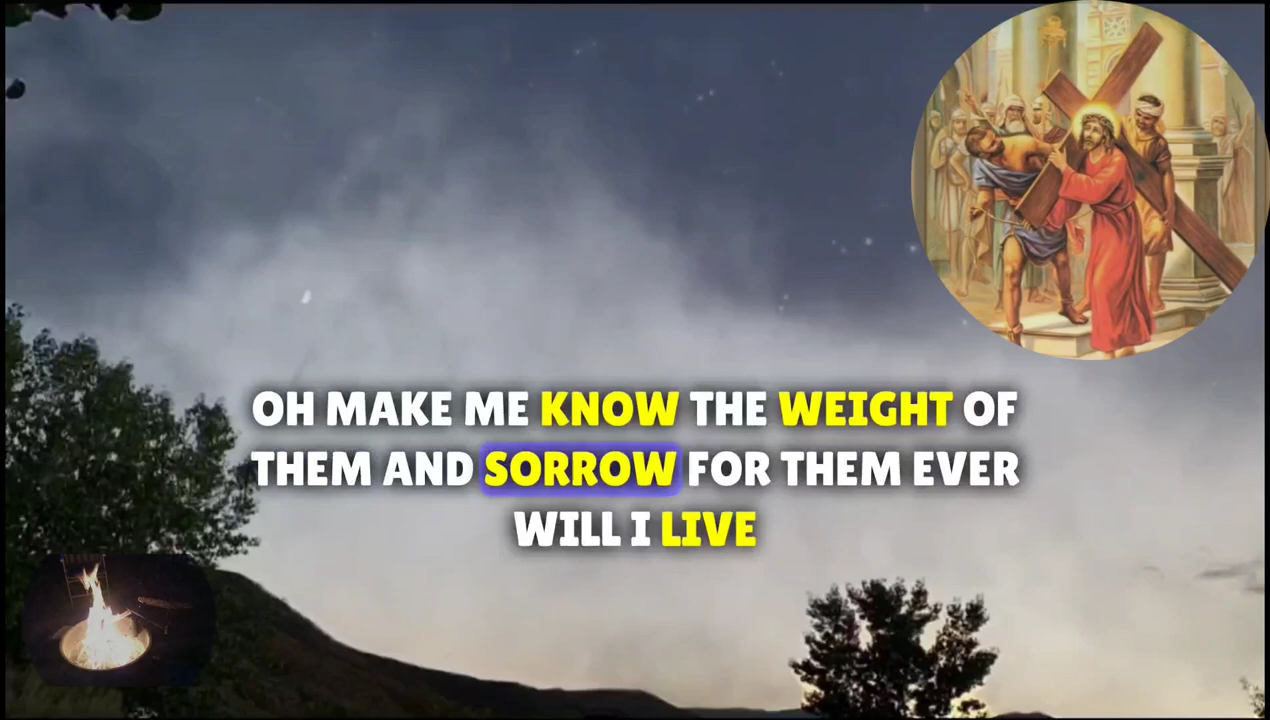 OH MAKE ME KNOW THE WEIGHT OF
THEM AND SORROW FOR THEM EVER
WILL I LIVE